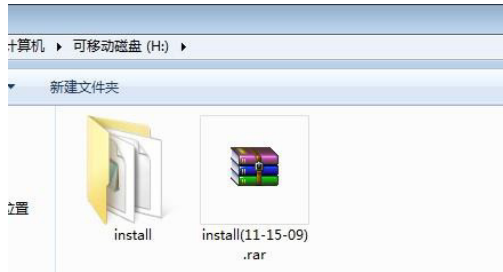 计算机 ▸ 可移动磁盘 (H:) ▸
新建文件夹
位置
install
install(11-15-09)
.rar